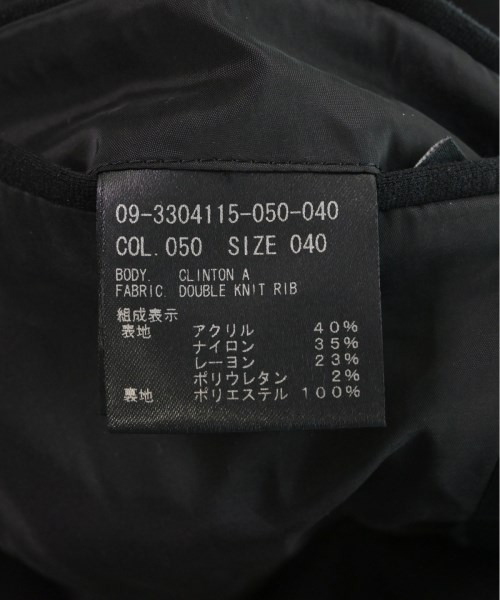 09-3304115-050-040
COL.050 SIZE 040
BODY. CLINTON A
FABRIC. DOUBLE KNIT RIB
組成表示
表地 アクリル 40%
ナイロン 35%
レーヨン 23%
ポリウレタン 2%
裏地 ポリエステル 100%